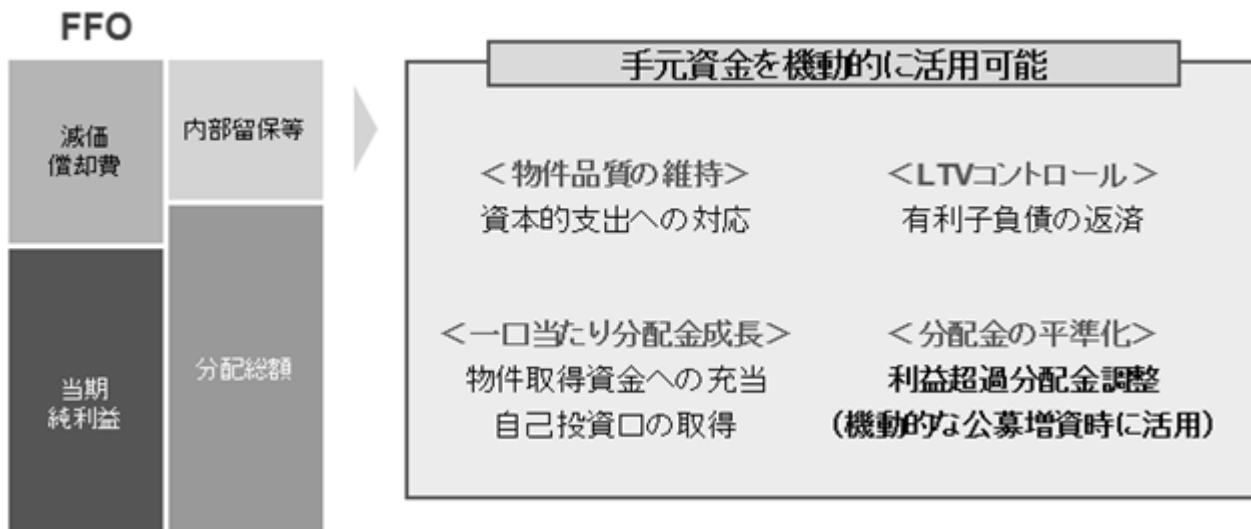 FFO
減価
償却費
内部留保等
当期
純利益
分配総額
手元資金を機動的に活用可能
＜物件品質の維持＞
資本的支出への対応
＜LTVコントロール＞
有利子負債の返済
＜一口当たり分配金成長＞
物件取得資金への充当
自己投資口の取得
＜分配金の平準化＞
利益超過分配金調整
（機動的な公募増資時に活用）